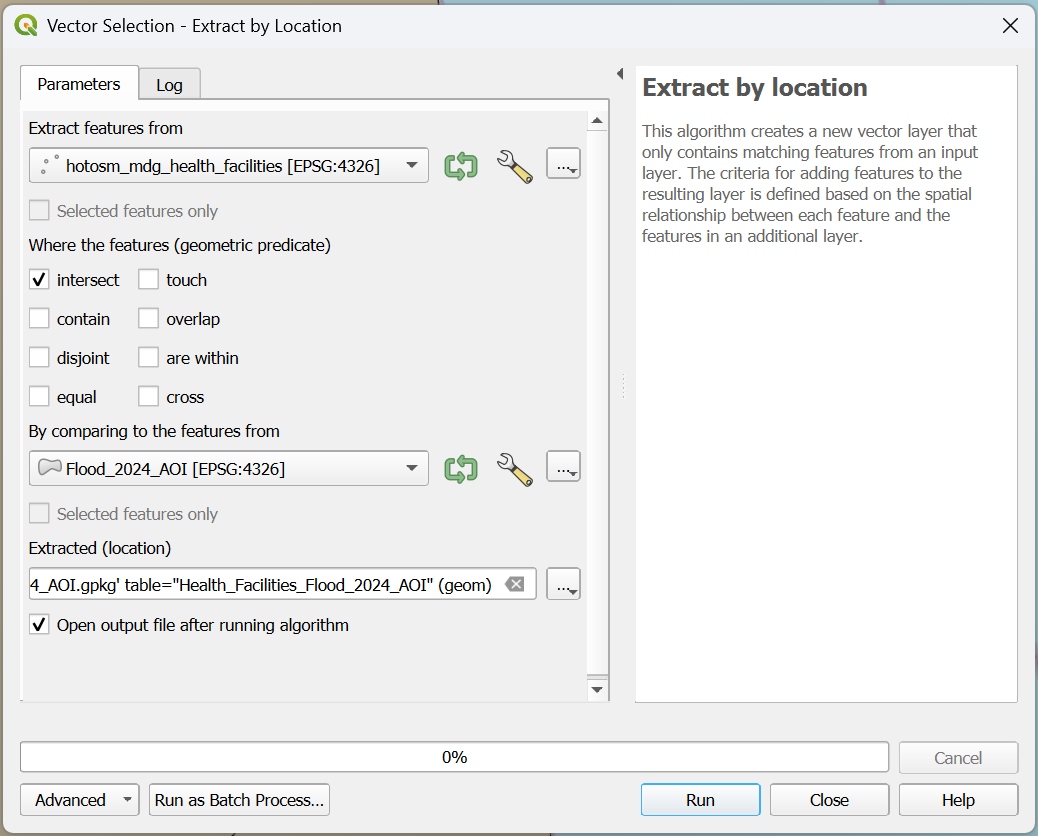 Vector Selection - Extract by Location
Parameters
Log
Extract features from
hotosm_mdg_health_facilities [EPSG:4326]
...
Selected features only
Where the features (geometric predicate)
intersect
touch
contain
overlap
disjoint
are within
equal
cross
By comparing to the features from
Flood_2024_AOI [EPSG:4326]
...
Selected features only
Extracted (location)
4_AOI.gpkg' table="Health_Facilities_Flood_2024_AOI" (geom)
...
Open output file after running algorithm
Extract by location
This algorithm creates a new vector layer that
only contains matching features from an input
layer. The criteria for adding features to the
resulting layer is defined based on the spatial
relationship between each feature and the
features in an additional layer.
0%
Cancel
Advanced
Run as Batch Process...
Run
Close
Help